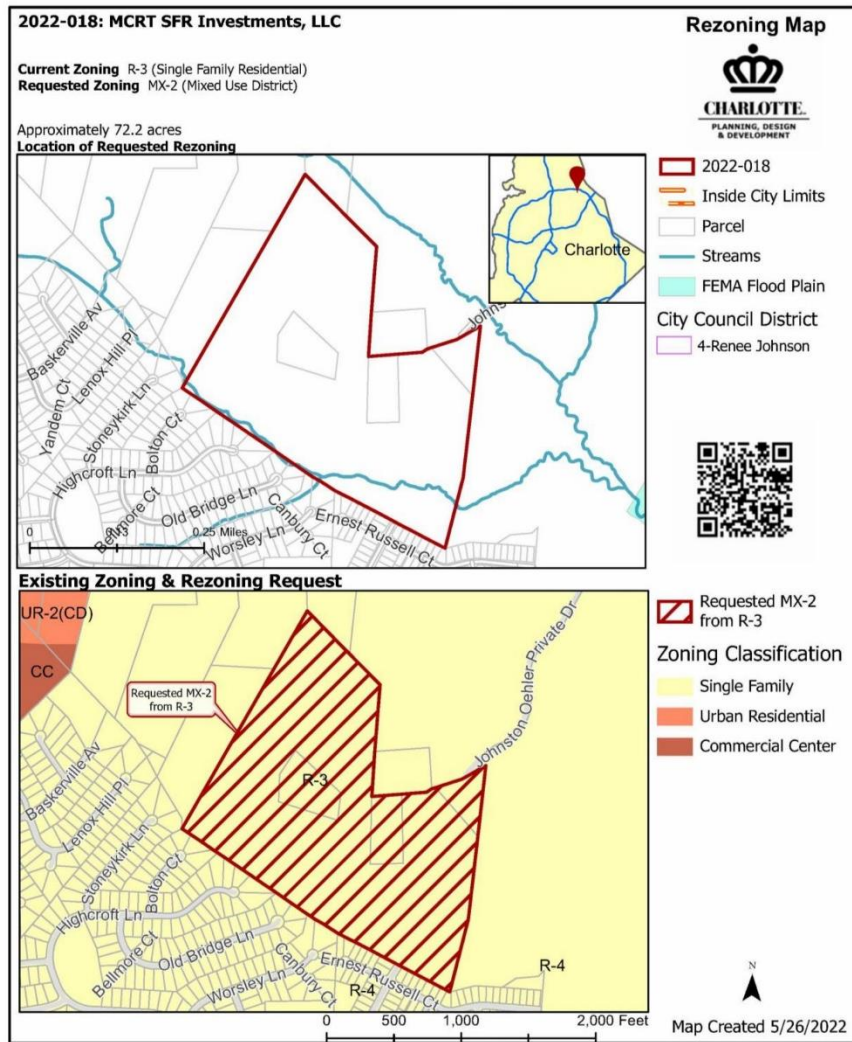 2022-018: MCRT SFR Investments, LLC
Current Zoning R-3 (Single Family Residential)
Requested Zoning MX-2 (Mixed Use District)
Approximately 72.2 acres
Location of Requested Rezoning
Rezoning Map
CHARLOTTE.
PLANNING, DESIGN
& DEVELOPMENT
2022-018
Inside City Limits
Parcel
Streams
FEMA Flood Plain
City Council District
4-Renee Johnson
Charlotte
Johns
Baskerville Av
Lenox Hill Pl
Yandem Ct
Stoneykirk Ln
Bolton Ct
Highcroft Ln
Bellmore Ct
Old Bridge Ln
Worsley Ln
Canbury Ct
Ernest Russell Ct
0
0.25 Miles
Existing Zoning & Rezoning Request
UR-2(CD)
CC
Requested MX-2
from R-3
R-3
Johnston Oehler Private Dr
Baskerville Av
Lenox Hill Pl
Stoneykirk Ln
Bolton Ct
Highcroft Ln
Bellmore Ct
Old Bridge Ln
Worsley Ln
Canbury Ct
Ernest Russell Ct
R-4
R-4
Requested MX-2
from R-3
Zoning Classification
Single Family
Urban Residential
Commercial Center
N
0 500 1,000 2,000 Feet
Map Created 5/26/2022